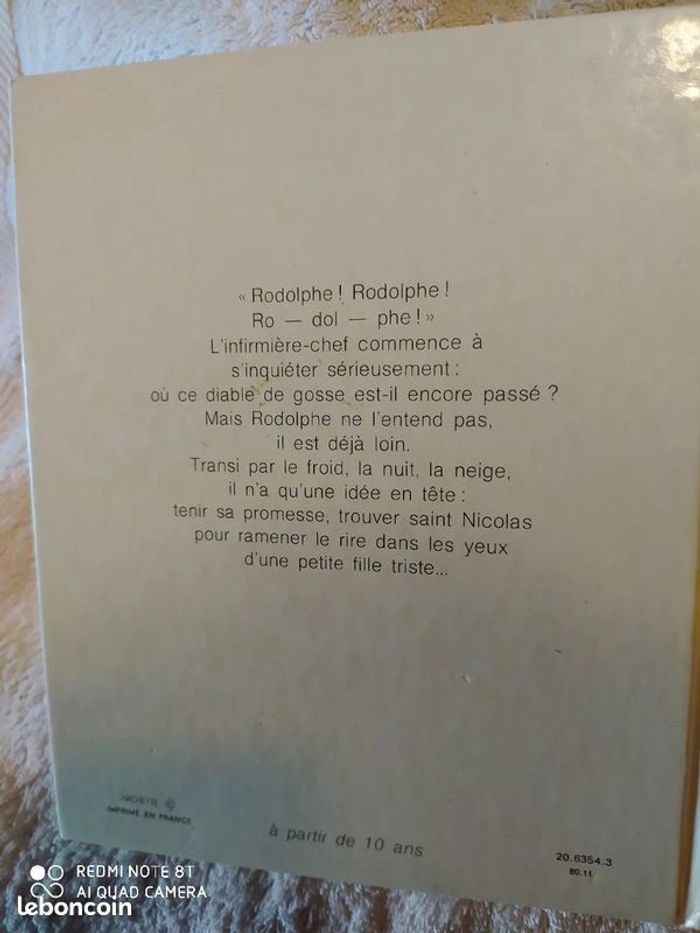 « Rodolphe ! Rodolphe !
Ro — dol — phe ! »
L'infirmière-chef commence à
s'inquiéter sérieusement :
où ce diable de gosse est-il encore passé ?
Mais Rodolphe ne l'entend pas,
il est déjà loin.
Transi par le froid, la nuit, la neige,
il n'a qu'une idée en tête :
tenir sa promesse, trouver saint Nicolas
pour ramener le rire dans les yeux
d'une petite fille triste...
HACHETTE
IMPRIMÉ EN FRANCE
à partir de 10 ans
20.6354.3
80.11
REDMI NOTE 8T
AI QUAD CAMERA
leboncoin